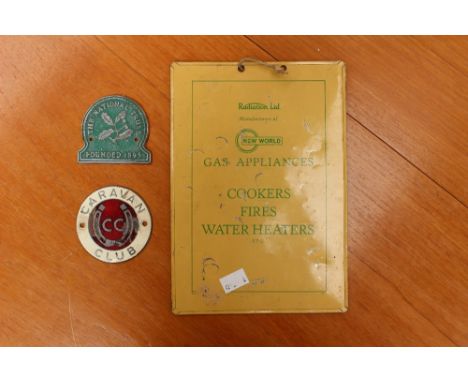 THE NATIONAL TRUST
FOUNDED 1895
CARAVAN
CC
CLUB
Radiation Ltd
Manufacturers of
NEW WORLD
GAS APPLIANCES
COOKERS
FIRES
WATER HEATERS